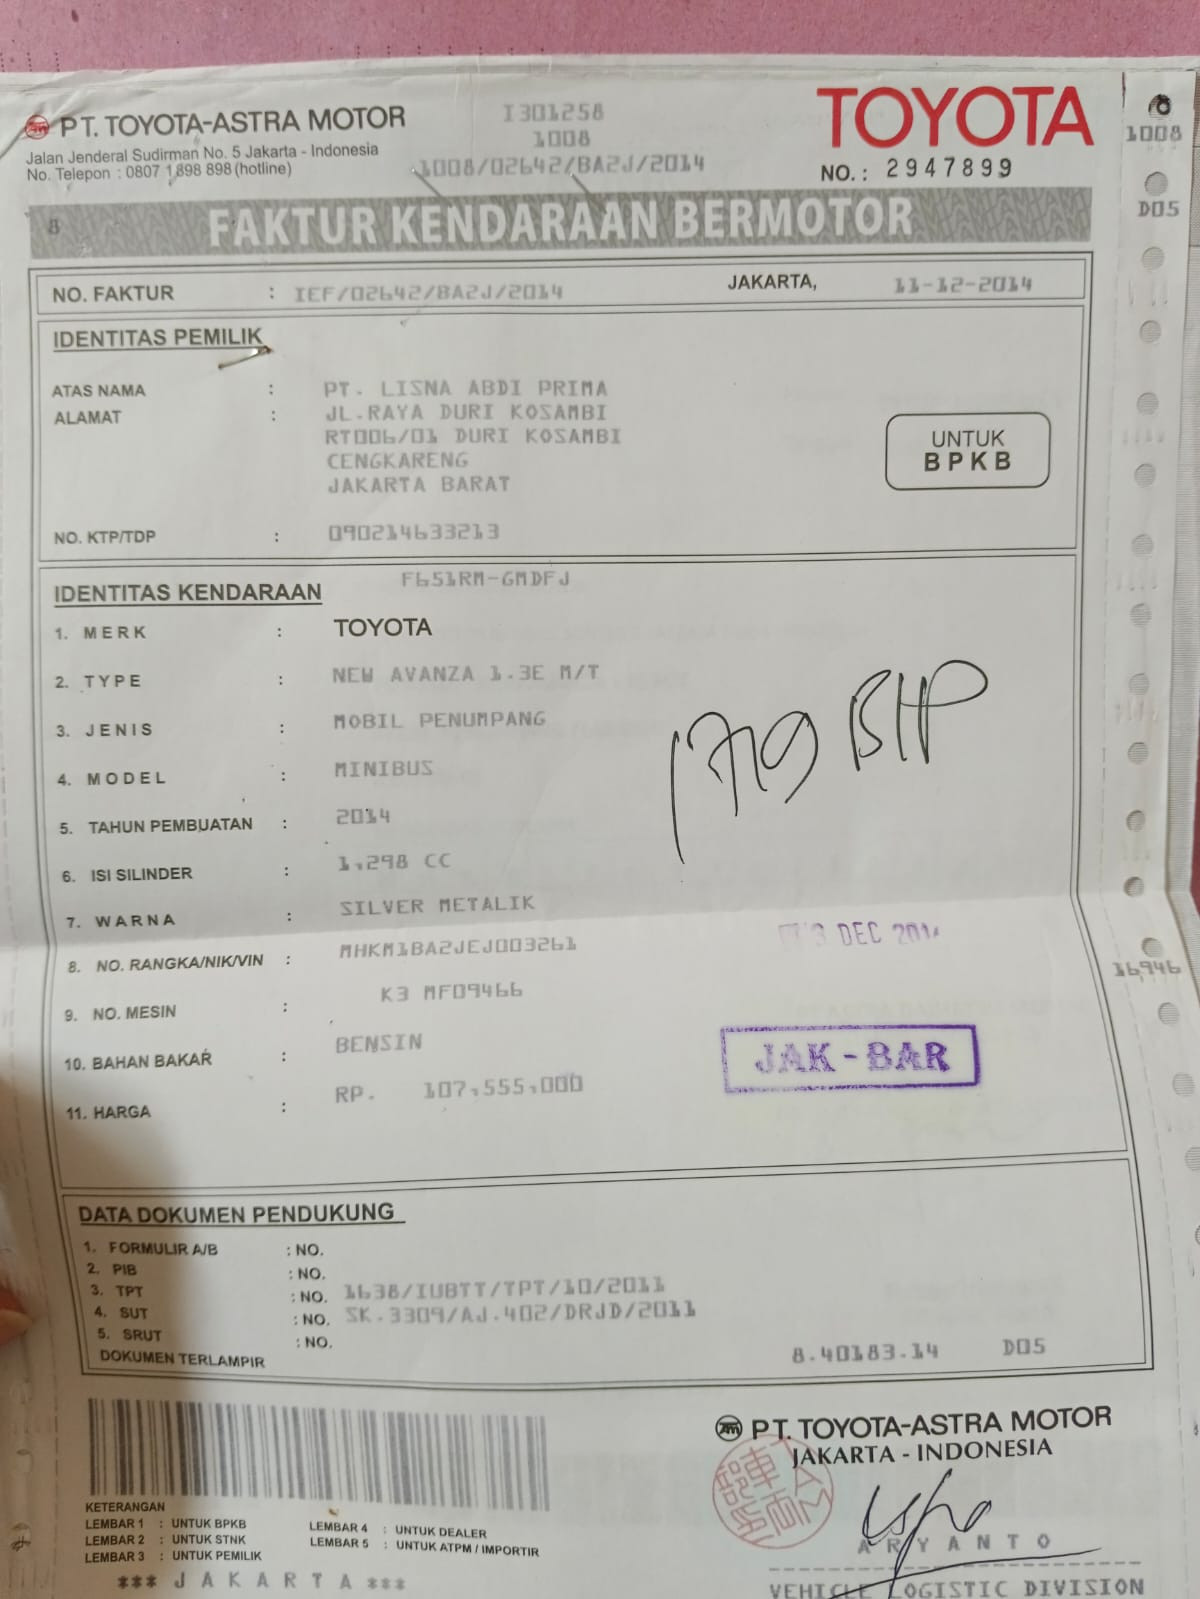 PT. TOYOTA-ASTRA MOTOR
Jalan Jenderal Sudirman No. 5 Jakarta - Indonesia
No. Telepon : 0807 1 898 898 (hotline)
I301258
1008
1008/02642/BA2J/2014
TOYOTA
NO. : 2947899
1008
D05
8
FAKTUR KENDARAAN BERMOTOR
NO. FAKTUR : IEF/02642/BA2J/2014 JAKARTA, 11-12-2014
IDENTITAS PEMILIK
ATAS NAMA : PT. LISNA ABDI PRIMA
ALAMAT : JL.RAYA DURI KOSAMBI
RT006/01 DURI KOSAMBI
CENGKARENG
JAKARTA BARAT
UNTUK
BPKB
NO. KTP/TDP : 090214633213
IDENTITAS KENDARAAN
F651RM-GMDFJ
1. MERK : TOYOTA
2. TYPE : NEW AVANZA 1.3E M/T
3. JENIS : MOBIL PENUMPANG
4. MODEL : MINIBUS
5. TAHUN PEMBUATAN : 2014
6. ISI SILINDER : 1,298 CC
7. WARNA : SILVER METALIK
8. NO. RANGKA/NIK/VIN : MHKM1BA2JEJ003261
9. NO. MESIN : K3 MF09466
10. BAHAN BAKAR : BENSIN
11. HARGA : RP. 107,555,000
BHP
DEC
16,946
JAK - BAR
DATA DOKUMEN PENDUKUNG
1. FORMULIR A/B : NO.
2. PIB : NO.
3. TPT : NO. 1638/IUBTT/TPT/10/2011
4. SUT : NO. SK.3309/AJ.402/DRJD/2011
5. SRUT : NO.
DOKUMEN TERLAMPIR
8.40183.14 D05
PT. TOYOTA-ASTRA MOTOR
JAKARTA - INDONESIA
TAM
ARYANTO
VEHICLE LOGISTIC DIVISION
KETERANGAN
LEMBAR 1 : UNTUK BPKB
LEMBAR 2 : UNTUK STNK
LEMBAR 3 : UNTUK PEMILIK
LEMBAR 4 : UNTUK DEALER
LEMBAR 5 : UNTUK ATPM / IMPORTIR
*** JAKARTA ***